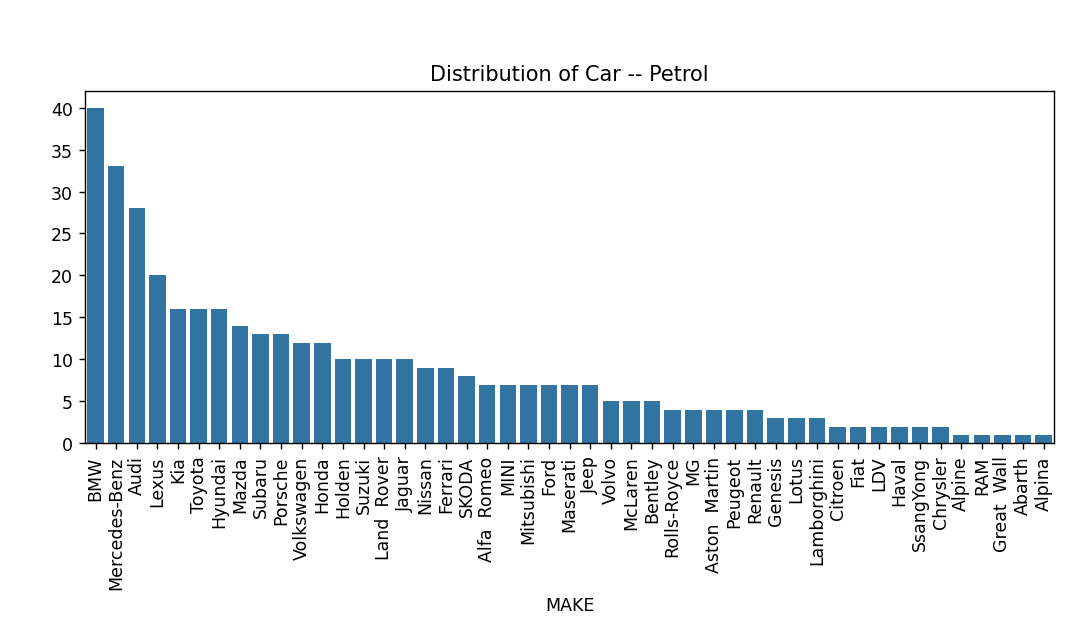 Distribution of Car -- Petrol
40
35
30
25
20
15
10
5
0
BMW
Mercedes-Benz
Audi
Lexus
Kia
Toyota
Hyundai
Mazda
Subaru
Porsche
Volkswagen
Honda
Holden
Suzuki
Land Rover
Jaguar
Nissan
Ferrari
SKODA
Alfa Romeo
MINI
Mitsubishi
Ford
Maserati
Jeep
Volvo
McLaren
Bentley
Rolls-Royce
MG
Aston Martin
Peugeot
Renault
Genesis
Lotus
Lamborghini
Citroen
Fiat
LDV
Haval
SsangYong
Chrysler
Alpine
RAM
Great Wall
Abarth
Alpina
MAKE